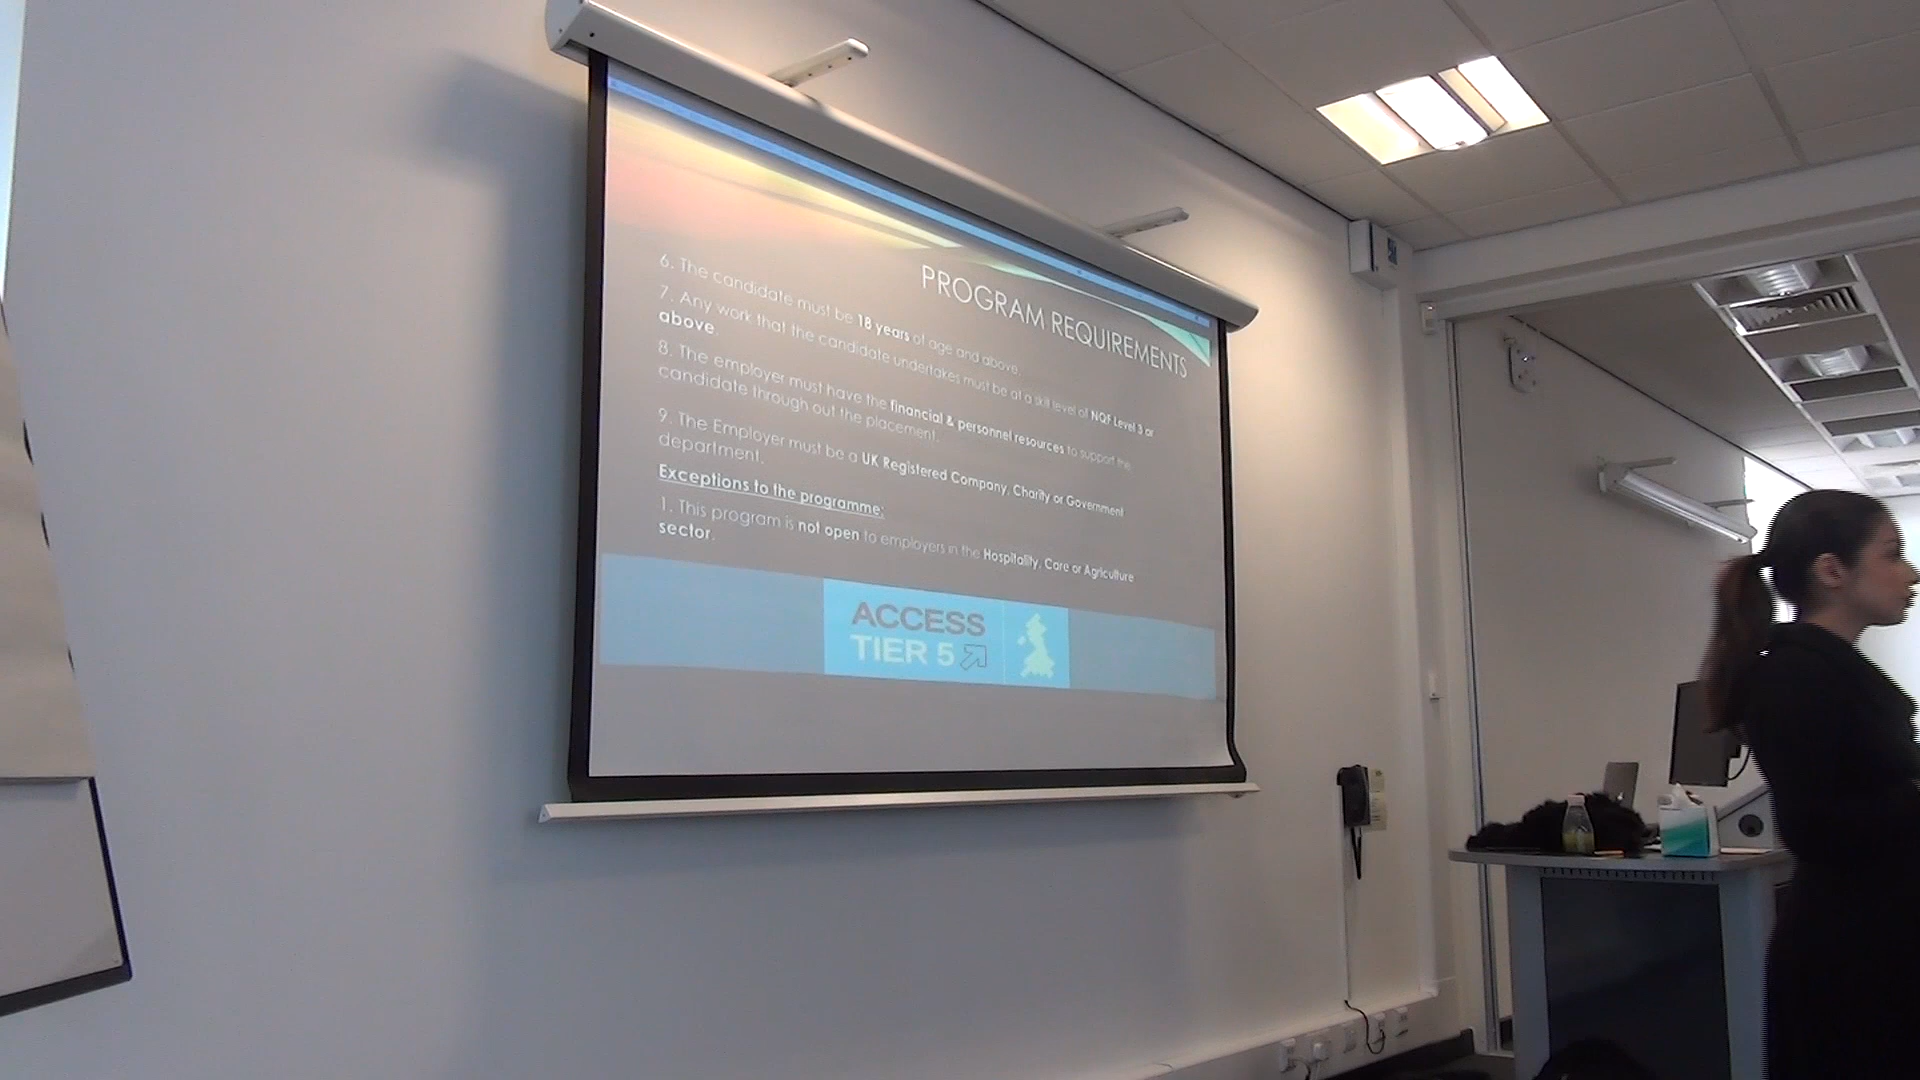 PROGRAM REQUIREMENTS
6. The candidate must be 18 years of age and above.
7. Any work that the candidate undertakes must be at a skill level of NQF Level 3 or
above.
8. The employer must have the financial & personnel resources to support the
candidate through out the placement.
9. The Employer must be a UK Registered Company, Charity or Government
department.
Exceptions to the programme:
1. This program is not open to employers in the Hospitality, Care or Agriculture
sector.
ACCESS
TIER 5